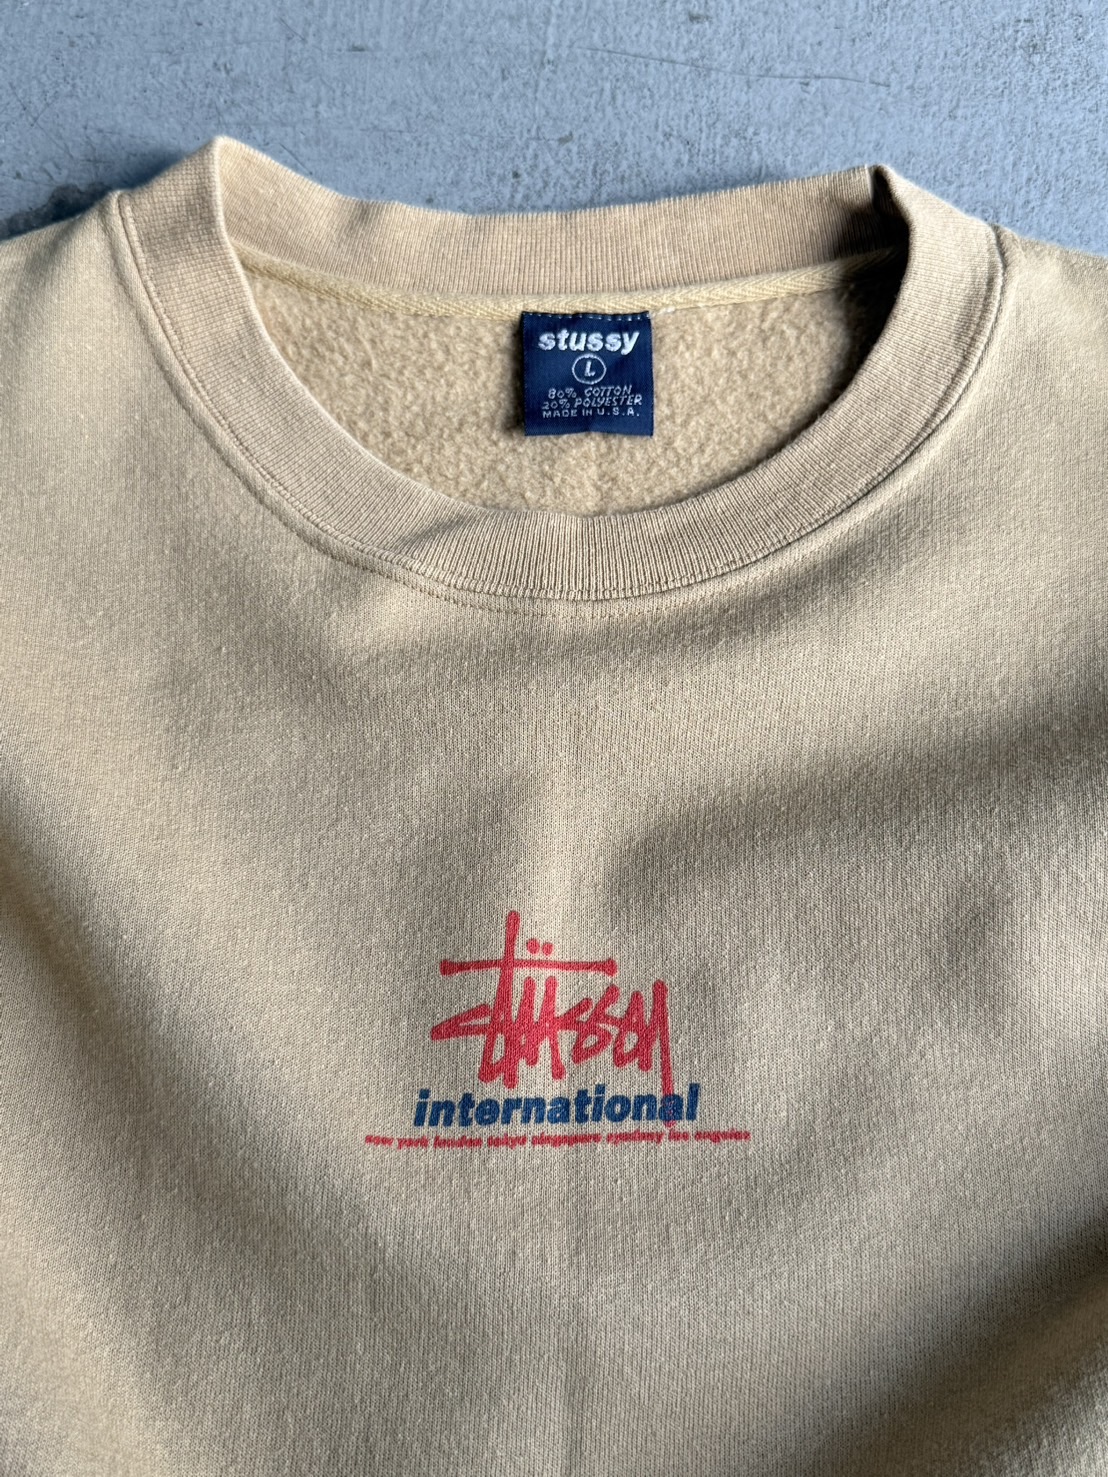 stussy
L
80% COTTON
20% POLYESTER
MADE IN U.S.A.
stüssy
international
new york london tokyo singapore sydney los angeles